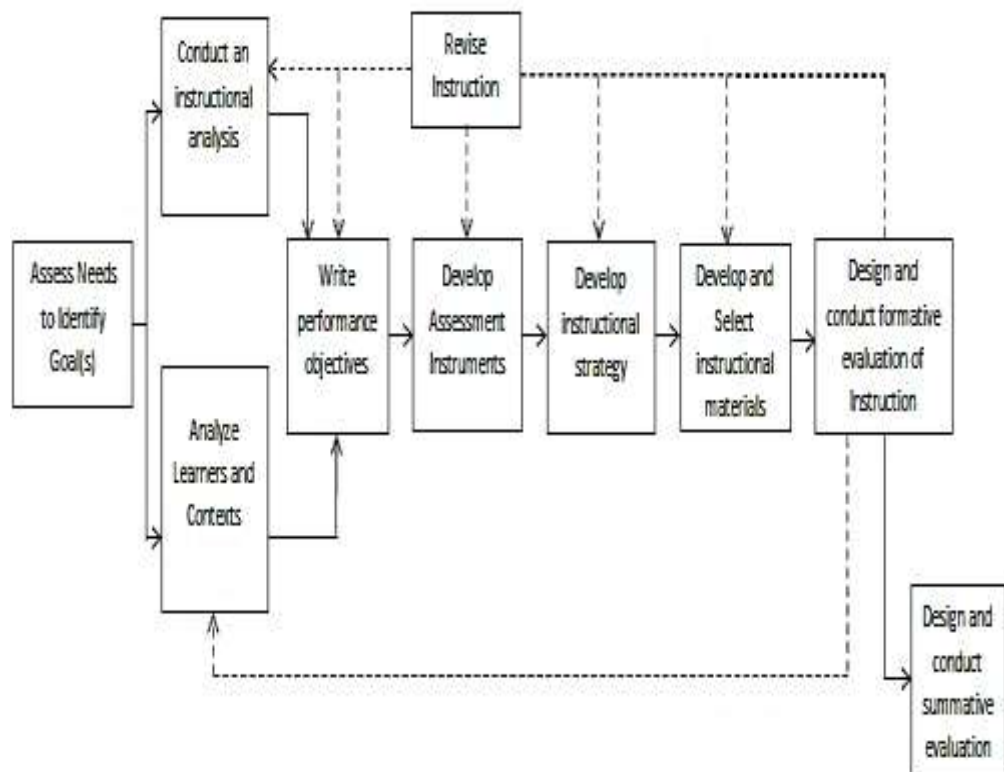 Conduct an
instructional
analysis
Revise
Instruction
Assess Needs
to Identify
Goal(s)
Write
performance
objectives
Develop
Assessment
Instruments
Develop
instructional
strategy
Develop and
Select
instructional
materials
Design and
conduct formative
evaluation of
Instruction
Analyze
Learners and
Contexts
Design and
conduct
summative
evaluation